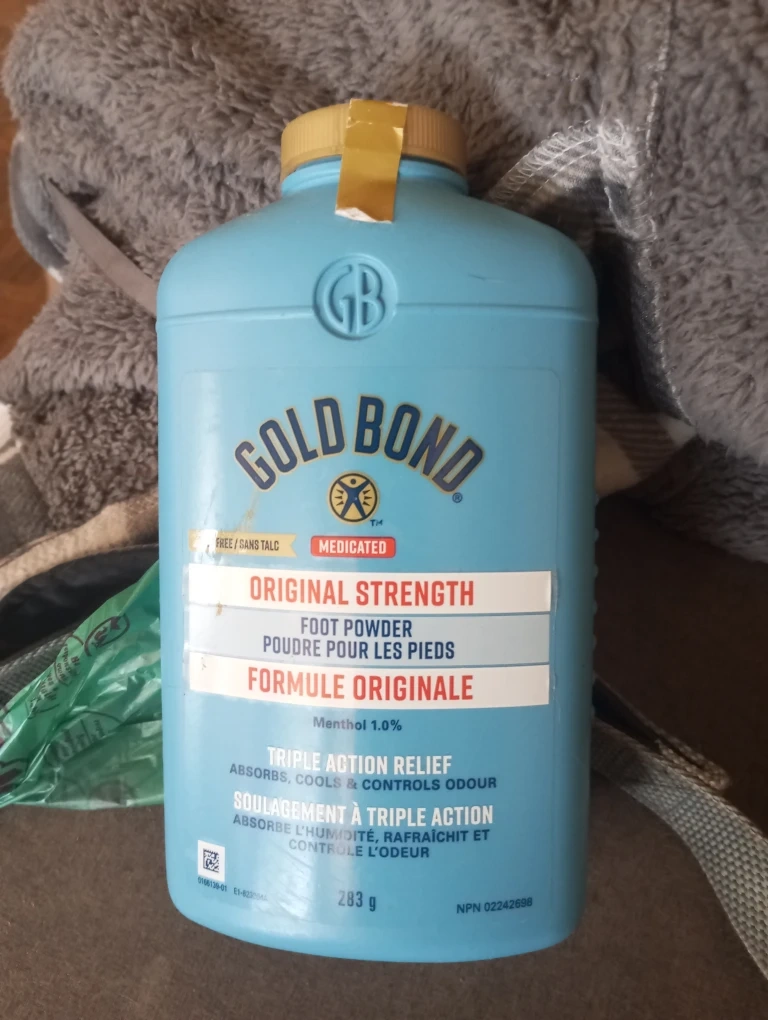 GB
GOLD BOND®
TM
FREE / SANS TALC
MEDICATED
ORIGINAL STRENGTH
FOOT POWDER
POUDRE POUR LES PIEDS
FORMULE ORIGINALE
Menthol 1.0%
TRIPLE ACTION RELIEF
ABSORBS, COOLS & CONTROLS ODOUR
SOULAGEMENT À TRIPLE ACTION
ABSORBE L'HUMIDITÉ, RAFRAÎCHIT ET
CONTRÔLE L'ODEUR
283 g
NPN 02242698